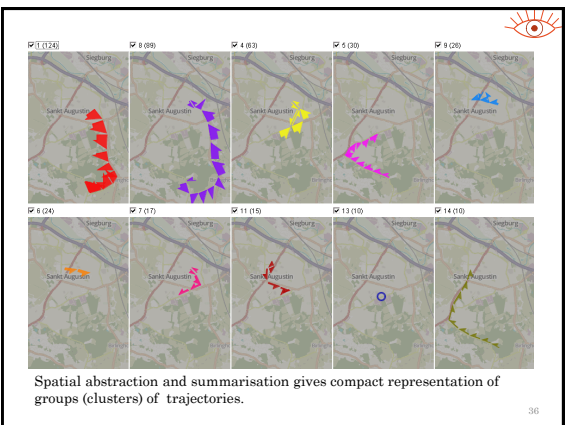 1 (124)
8 (89)
4 (63)
5 (30)
9 (26)
Siegburg
Siegburg
Siegburg
Siegburg
Siegburg
Sankt Augustin
Sankt Augustin
Sankt Augustin
Sankt Augustin
Sankt Augustin
6 (24)
7 (17)
11 (15)
13 (10)
14 (10)
Siegburg
Siegburg
Siegburg
Siegburg
Siegburg
Sankt Augustin
Sankt Augustin
Sankt Augustin
Sankt Augustin
Sankt Augustin
Spatial abstraction and summarisation gives compact representation of
groups (clusters) of trajectories.
36